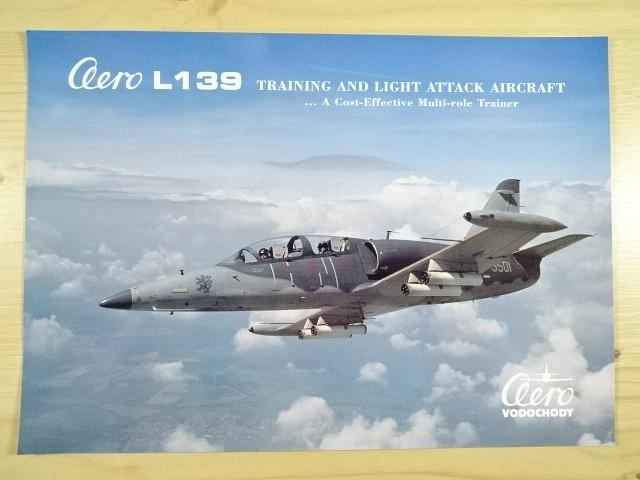 Aero L139 TRAINING AND LIGHT ATTACK AIRCRAFT
... A Cost-Effective Multi-role Trainer
5501
Aero
VODOCHODY